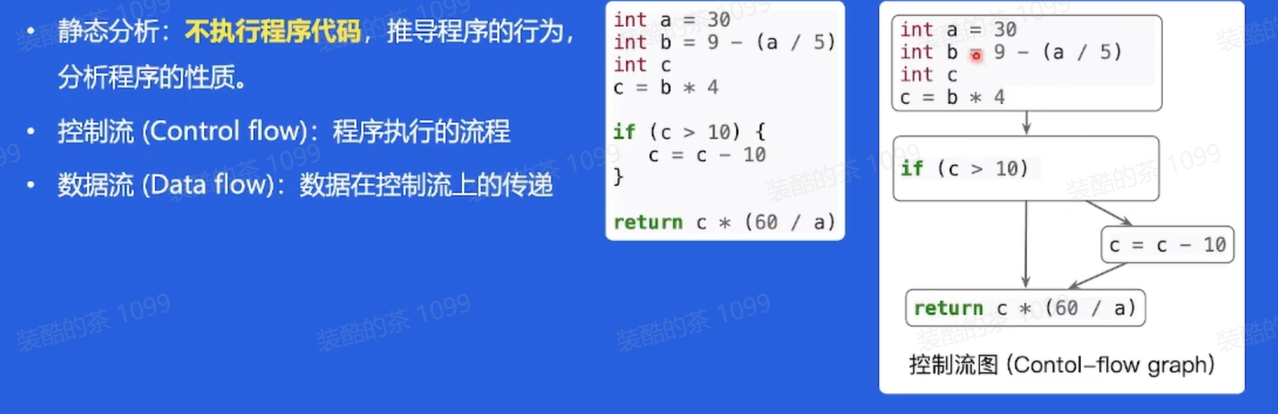 • 静态分析：不执行程序代码，推导程序的行为，
分析程序的性质。
• 控制流 (Control flow)：程序执行的流程
• 数据流 (Data flow)：数据在控制流上的传递
int a = 30
int b = 9 - (a / 5)
int c
c = b * 4
if (c > 10) {
c = c - 10
}
return c * (60 / a)
int a = 30
int b = 9 - (a / 5)
int c
c = b * 4
if (c > 10)
c = c - 10
return c * (60 / a)
控制流图 (Contol-flow graph)
装酷的茶 1099